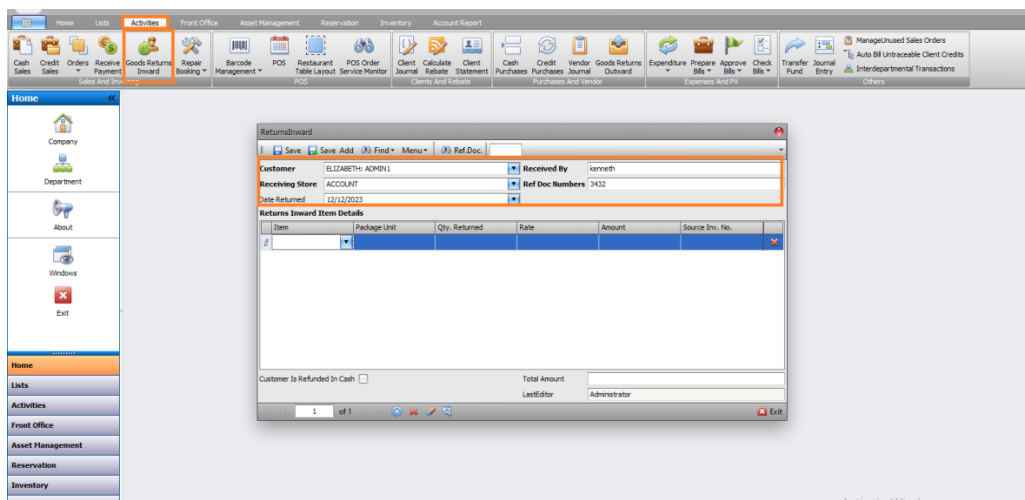 Home Lists Activities Front Office Asset Management Reservation Inventory Account Report
Cash Sales Credit Sales Orders Receive Payment Goods Returns Inward Repair Booking Barcode Management POS Restaurant Table Layout POS Order Service Monitor Client Journal Calculate Rebate Client Statement Cash Purchases Credit Purchases Vendor Journal Goods Returns Outward Expenditure Prepare Bills Approve Bills Check Bills Transfer Fund Journal Entry
ManageUnused Sales Orders
Auto Bill Untraceable Client Credits
Interdepartmental Transactions
Sales And POS Clients And Rebate Purchases And Vendor Expenses And PV Others
Home «
Company
Department
About
Windows
Exit
Home
Lists
Activities
Front Office
Asset Management
Reservation
Inventory
ReturnsInward
Save Save Add Find Menu Ref.Doc.
Customer ELIZABETH: ADMIN1 Received By kenneth
Receiving Store ACCOUNT Ref Doc Numbers 3432
Date Returned 12/12/2023
Returns Inward Item Details
Item Package Unit Qty. Returned Rate Amount Source Inv. No.
Customer Is Refunded In Cash Total Amount
LastEditor Administrator
1 of 1 Exit